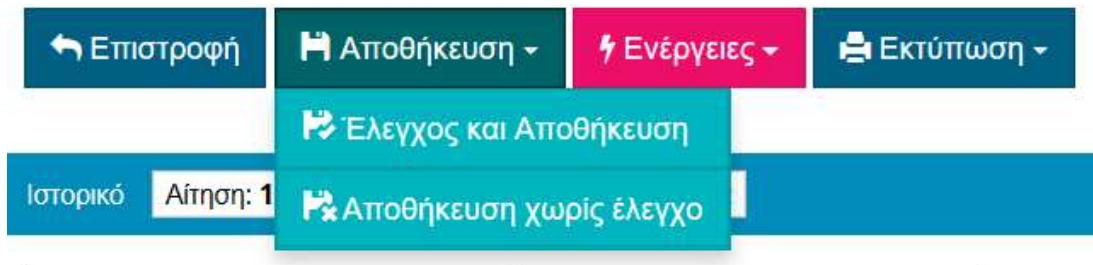 Επιστροφή Αποθήκευση Ενέργειες Εκτύπωση
Έλεγχος και Αποθήκευση
Ιστορικό Αίτηση: 1
Αποθήκευση χωρίς έλεγχο